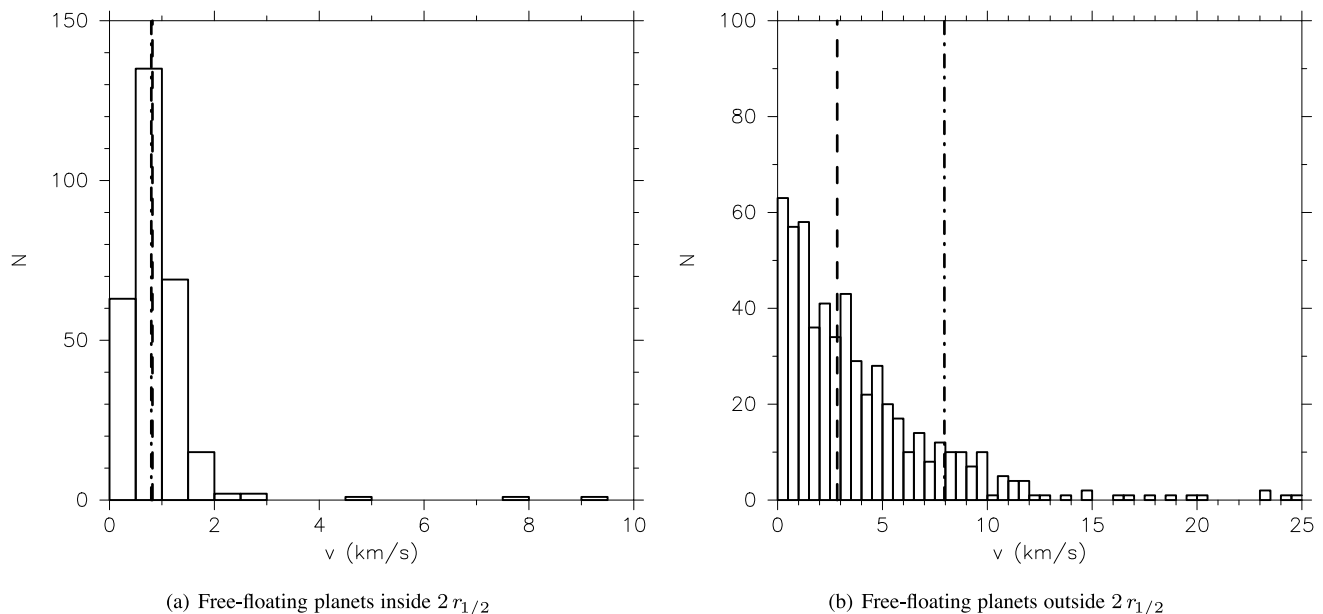 150
100
50
0
N
0 2 4 6 8 10
v (km/s)
(a) Free-floating planets inside 2 r1/2
100
80
60
40
20
0
N
0 5 10 15 20 25
v (km/s)
(b) Free-floating planets outside 2 r1/2